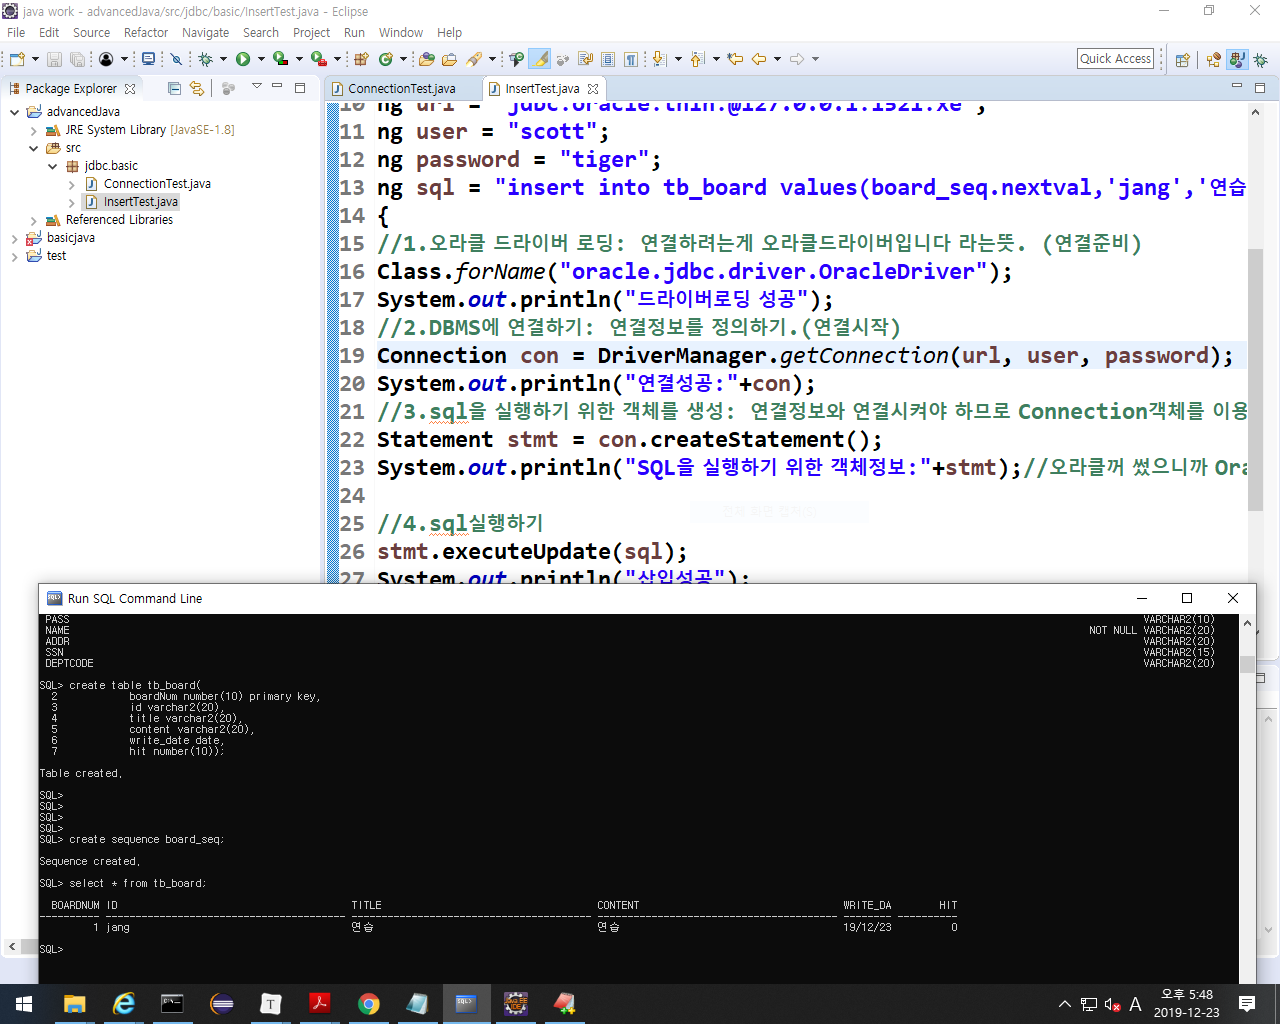 java work - advancedJava/src/jdbc/basic/InsertTest.java - Eclipse
File Edit Source Refactor Navigate Search Project Run Window Help
Quick Access
Package Explorer
ConnectionTest.java
InsertTest.java
advancedJava
JRE System Library [JavaSE-1.8]
src
jdbc.basic
ConnectionTest.java
InsertTest.java
Referenced Libraries
basicjava
test
10 ng url = "jdbc:oracle:thin:@127.0.0.1:1521:xe";
11 ng user = "scott";
12 ng password = "tiger";
13 ng sql = "insert into tb_board values(board_seq.nextval,'jang','연습
14 {
15 //1.오라클 드라이버 로딩: 연결하려는게 오라클드라이버입니다 라는뜻. (연결준비)
16 Class.forName("oracle.jdbc.driver.OracleDriver");
17 System.out.println("드라이버로딩 성공");
18 //2.DBMS에 연결하기: 연결정보를 정의하기.(연결시작)
19 Connection con = DriverManager.getConnection(url, user, password);
20 System.out.println("연결성공:"+con);
21 //3.sql을 실행하기 위한 객체를 생성: 연결정보와 연결시켜야 하므로 Connection객체를 이용
22 Statement stmt = con.createStatement();
23 System.out.println("SQL을 실행하기 위한 객체정보:"+stmt);//오라클꺼 썼으니까 Ora
24
25 //4.sql실행하기
26 stmt.executeUpdate(sql);
27 System.out.println("삽입성공");
Run SQL Command Line
PASS VARCHAR2(10)
NAME NOT NULL VARCHAR2(20)
ADDR VARCHAR2(20)
SSN VARCHAR2(15)
DEPTCODE VARCHAR2(20)
SQL> create table tb_board(
2 boardNum number(10) primary key,
3 id varchar2(20),
4 title varchar2(20),
5 content varchar2(20),
6 write_date date,
7 hit number(10));
Table created.
SQL>
SQL>
SQL>
SQL>
SQL> create sequence board_seq;
Sequence created.
SQL> select * from tb_board;
BOARDNUM ID TITLE CONTENT WRITE_DA HIT
1 jang 연습 연습 19/12/23 0
SQL>
A
오후 5:48
2019-12-23